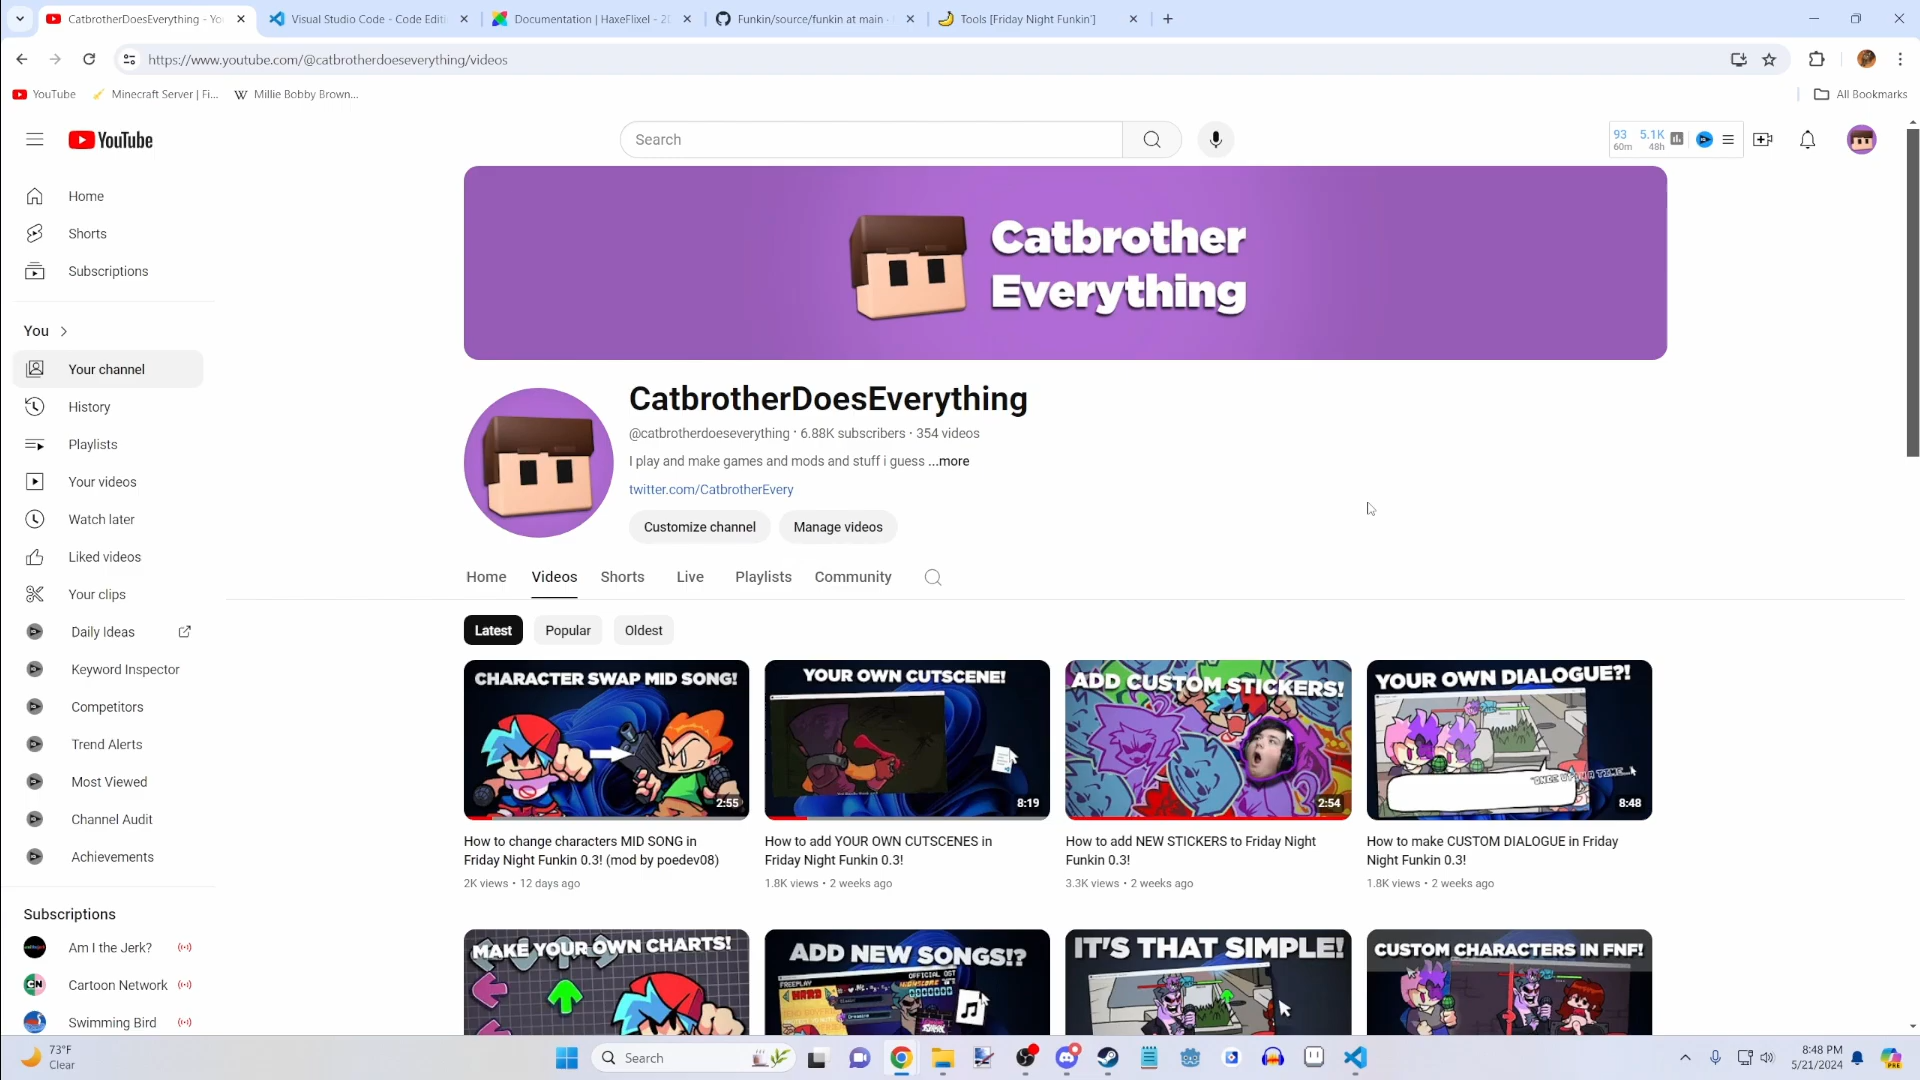 CatbrotherDoesEverything - Yo
Visual Studio Code - Code Editi
Documentation | HaxeFlixel - 2D
Funkin/source/funkin at main ·
Tools [Friday Night Funkin']
https://www.youtube.com/@catbrotherdoeseverything/videos
YouTube
Minecraft Server | Fi...
Millie Bobby Brown...
All Bookmarks
YouTube
Search
93
60m
5.1K
48h
Catbrother
Everything
Home
Shorts
Subscriptions
You
Your channel
History
Playlists
Your videos
Watch later
Liked videos
Your clips
Daily Ideas
Keyword Inspector
Competitors
Trend Alerts
Most Viewed
Channel Audit
Achievements
Subscriptions
Am I the Jerk?
CN
Cartoon Network
Swimming Bird
CatbrotherDoesEverything
@catbrotherdoeseverything · 6.88K subscribers · 354 videos
I play and make games and mods and stuff i guess ...more
twitter.com/CatbrotherEvery
Customize channel
Manage videos
Home
Videos
Shorts
Live
Playlists
Community
Latest
Popular
Oldest
CHARACTER SWAP MID SONG!
2:55
YOUR OWN CUTSCENE!
8:19
ADD CUSTOM STICKERS!
2:54
YOUR OWN DIALOGUE?!
"ONCE UPON A TIME..."
8:48
How to change characters MID SONG in
Friday Night Funkin 0.3! (mod by poedev08)
2K views · 12 days ago
How to add YOUR OWN CUTSCENES in
Friday Night Funkin 0.3!
1.8K views · 2 weeks ago
How to add NEW STICKERS to Friday Night
Funkin 0.3!
3.3K views · 2 weeks ago
How to make CUSTOM DIALOGUE in Friday
Night Funkin 0.3!
1.8K views · 2 weeks ago
MAKE YOUR OWN CHARTS!
ADD NEW SONGS!?
FREEPLAY
OFFICIAL OST
HIGHSCORE
HARD
IT'S THAT SIMPLE!
CUSTOM CHARACTERS IN FNF!
73°F
Clear
Search
8:48 PM
5/21/2024
PRE